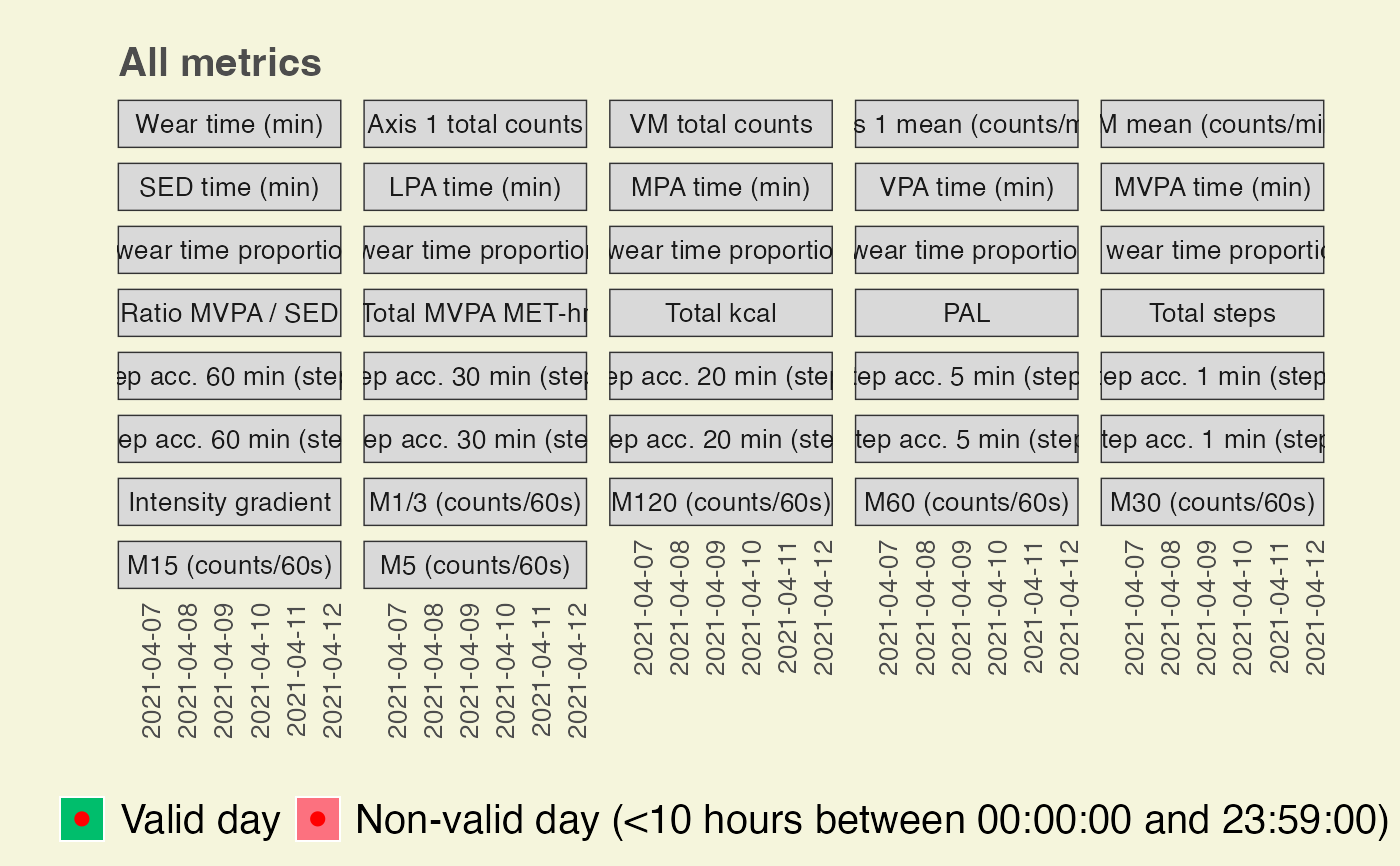 All metrics
Wear time (min) Axis 1 total counts VM total counts s 1 mean (counts/m M mean (counts/mi
SED time (min) LPA time (min) MPA time (min) VPA time (min) MVPA time (min)
wear time proportio wear time proportion wear time proportio wear time proportio wear time proportio
Ratio MVPA / SED Total MVPA MET-hr Total kcal PAL Total steps
ep acc. 60 min (step ep acc. 30 min (step ep acc. 20 min (step tep acc. 5 min (step tep acc. 1 min (step
ep acc. 60 min (ste ep acc. 30 min (ste ep acc. 20 min (ste tep acc. 5 min (step tep acc. 1 min (step
Intensity gradient M1/3 (counts/60s) M120 (counts/60s) M60 (counts/60s) M30 (counts/60s)
M15 (counts/60s) M5 (counts/60s)
2021-04-07 2021-04-08 2021-04-09 2021-04-10 2021-04-11 2021-04-12
2021-04-07 2021-04-08 2021-04-09 2021-04-10 2021-04-11 2021-04-12
2021-04-07 2021-04-08 2021-04-09 2021-04-10 2021-04-11 2021-04-12
2021-04-07 2021-04-08 2021-04-09 2021-04-10 2021-04-11 2021-04-12
2021-04-07 2021-04-08 2021-04-09 2021-04-10 2021-04-11 2021-04-12
Valid day Non-valid day (<10 hours between 00:00:00 and 23:59:00)